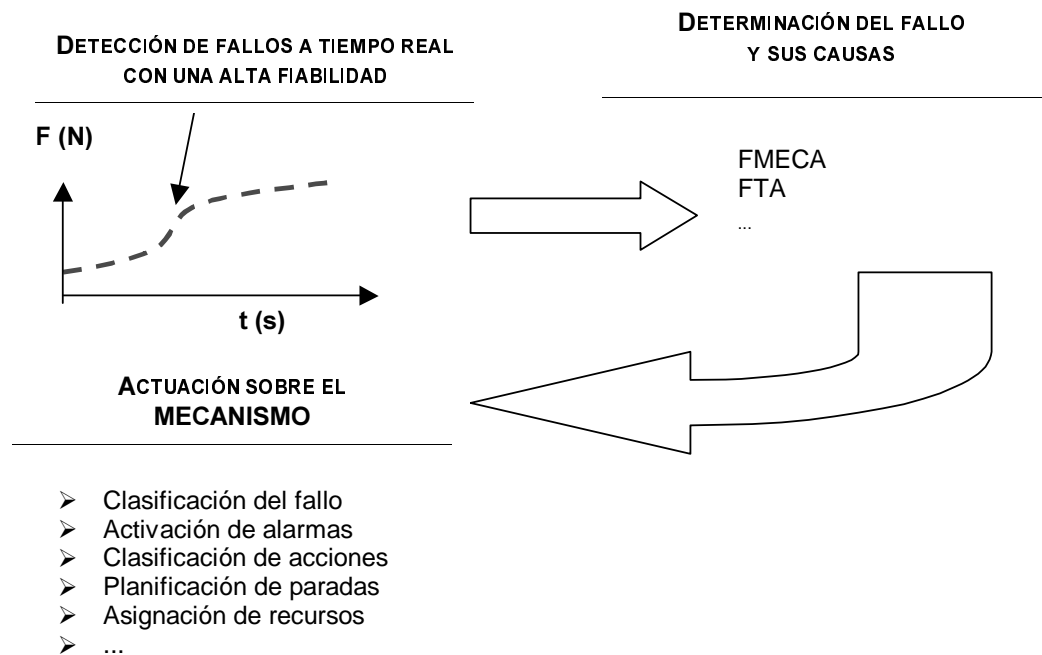 DETECCIÓN DE FALLOS A TIEMPO REAL
CON UNA ALTA FIABILIDAD
F (N)
t (s)
DETERMINACIÓN DEL FALLO
Y SUS CAUSAS
FMECA
FTA
...
ACTUACIÓN SOBRE EL
MECANISMO
➢ Clasificación del fallo
➢ Activación de alarmas
➢ Clasificación de acciones
➢ Planificación de paradas
➢ Asignación de recursos
➢ ...